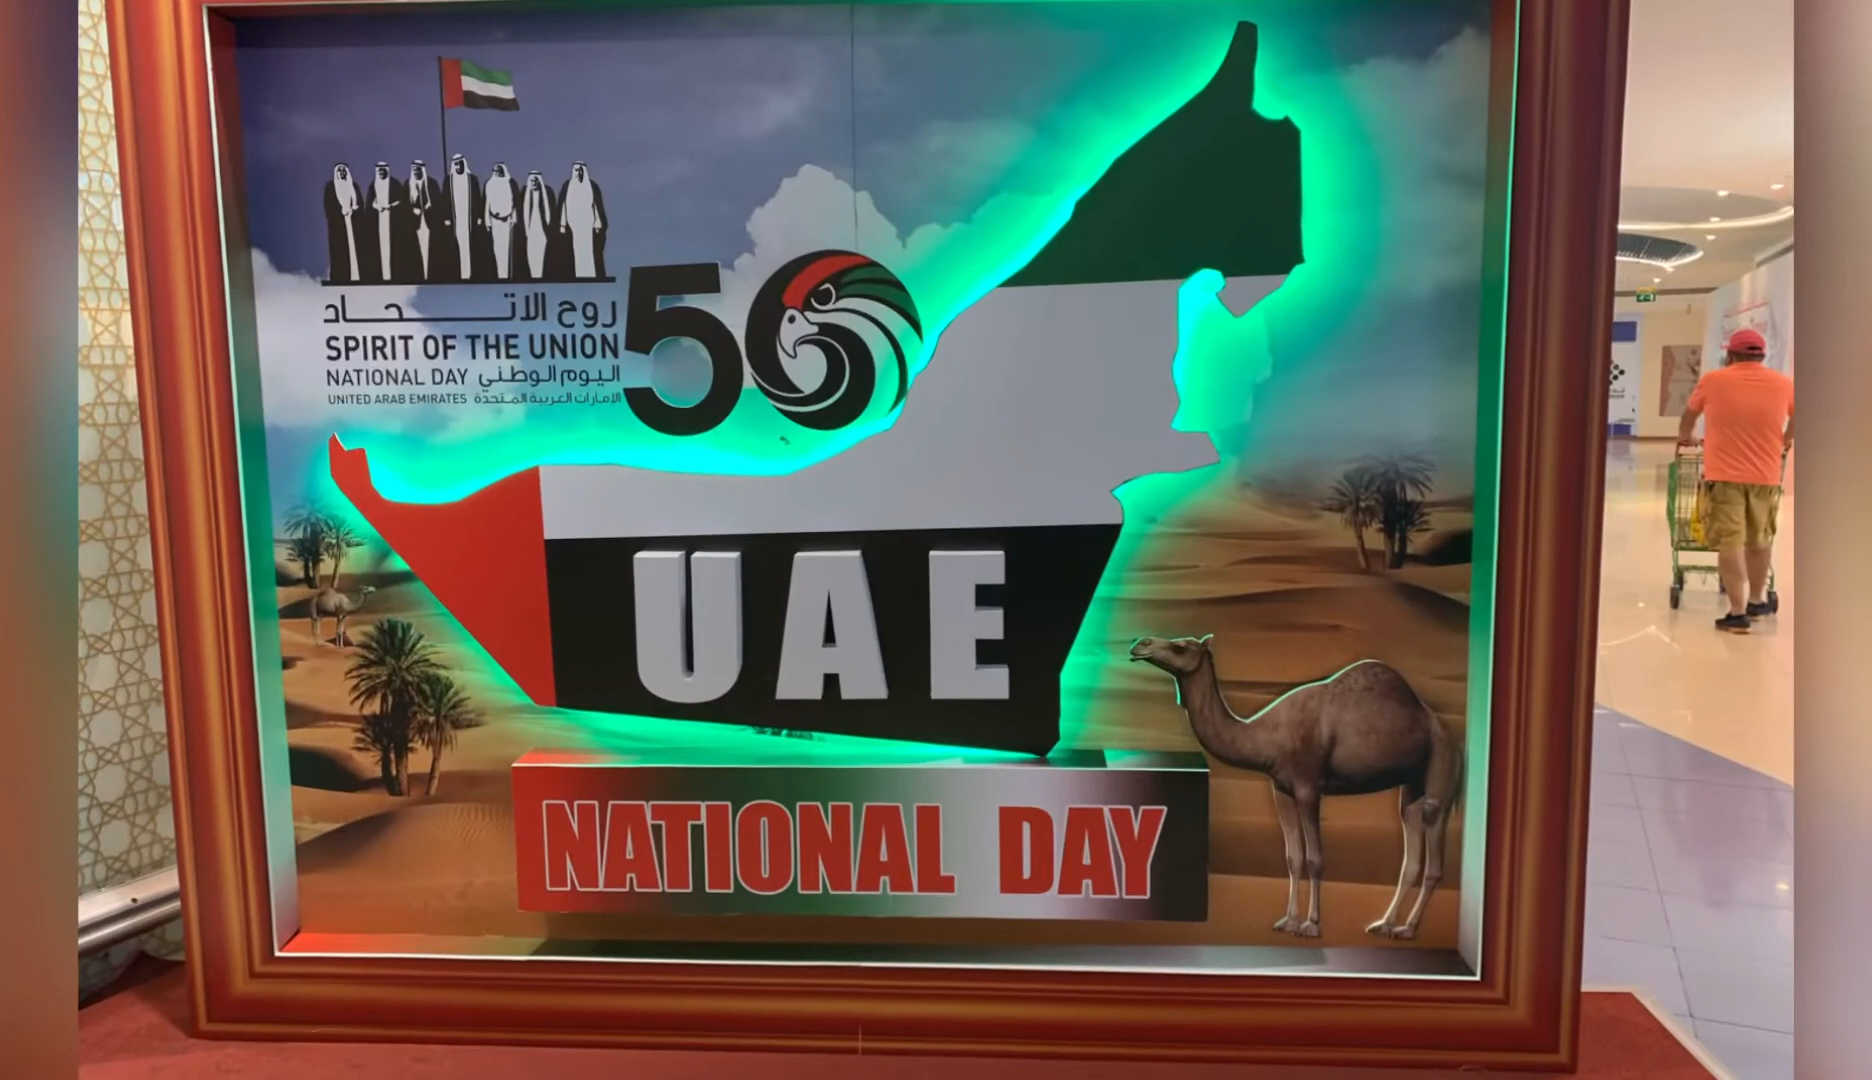 روح الاتـــحـــاد
SPIRIT OF THE UNION
NATIONAL DAY اليوم الوطني
UNITED ARAB EMIRATES الامارات العربية المتحدة
50
UAE
NATIONAL DAY